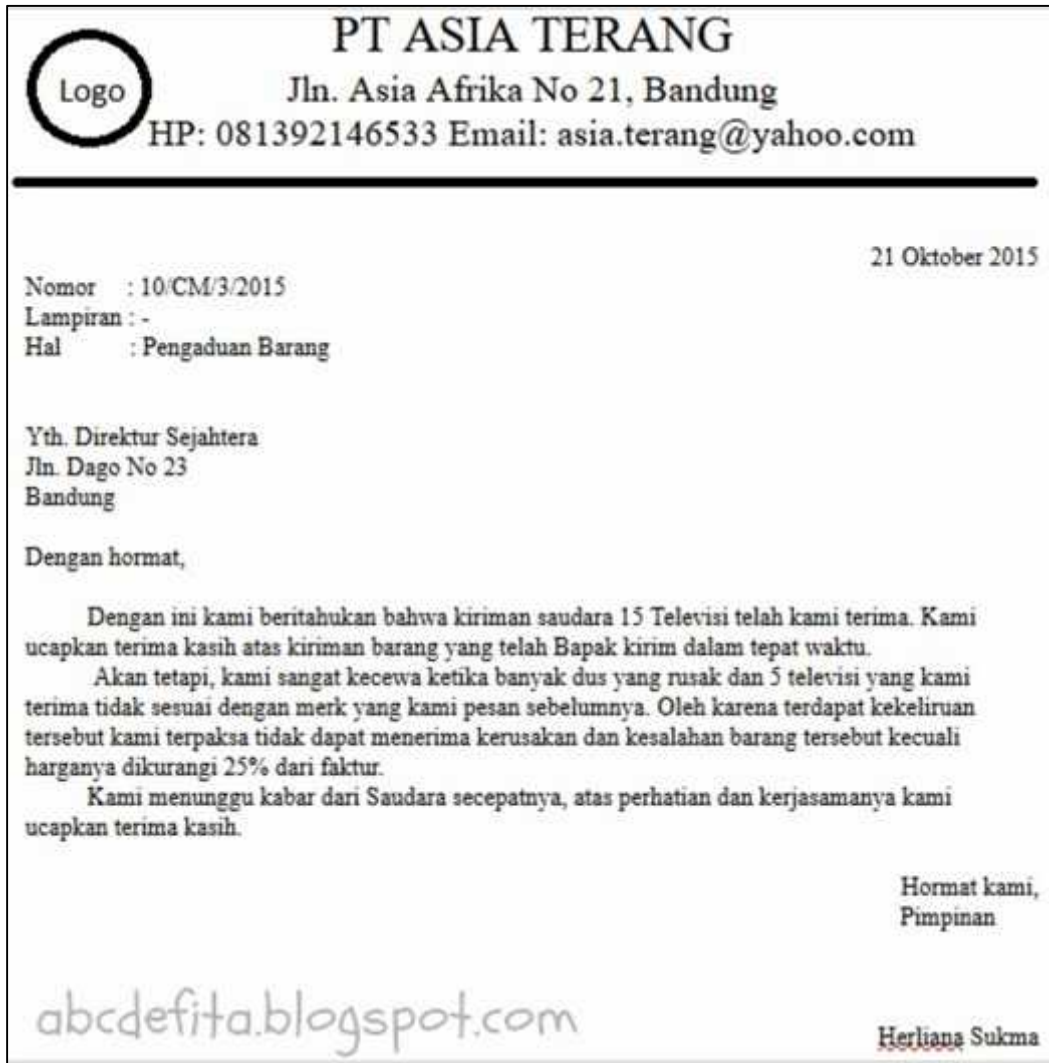 PT ASIA TERANG
Logo
Jln. Asia Afrika No 21, Bandung
HP: 081392146533 Email: asia.terang@yahoo.com
21 Oktober 2015
Nomor : 10/CM/3/2015
Lampiran : -
Hal : Pengaduan Barang
Yth. Direktur Sejahtera
Jln. Dago No 23
Bandung
Dengan hormat,
Dengan ini kami beritahukan bahwa kiriman saudara 15 Televisi telah kami terima. Kami
ucapkan terima kasih atas kiriman barang yang telah Bapak kirim dalam tepat waktu.
Akan tetapi, kami sangat kecewa ketika banyak dus yang rusak dan 5 televisi yang kami
terima tidak sesuai dengan merk yang kami pesan sebelumnya. Oleh karena terdapat kekeliruan
tersebut kami terpaksa tidak dapat menerima kerusakan dan kesalahan barang tersebut kecuali
harganya dikurangi 25% dari faktur.
Kami menunggu kabar dari Saudara secepatnya, atas perhatian dan kerjasamanya kami
ucapkan terima kasih.
Hormat kami,
Pimpinan
abcdefita.blogspot.com
Herliana Sukma